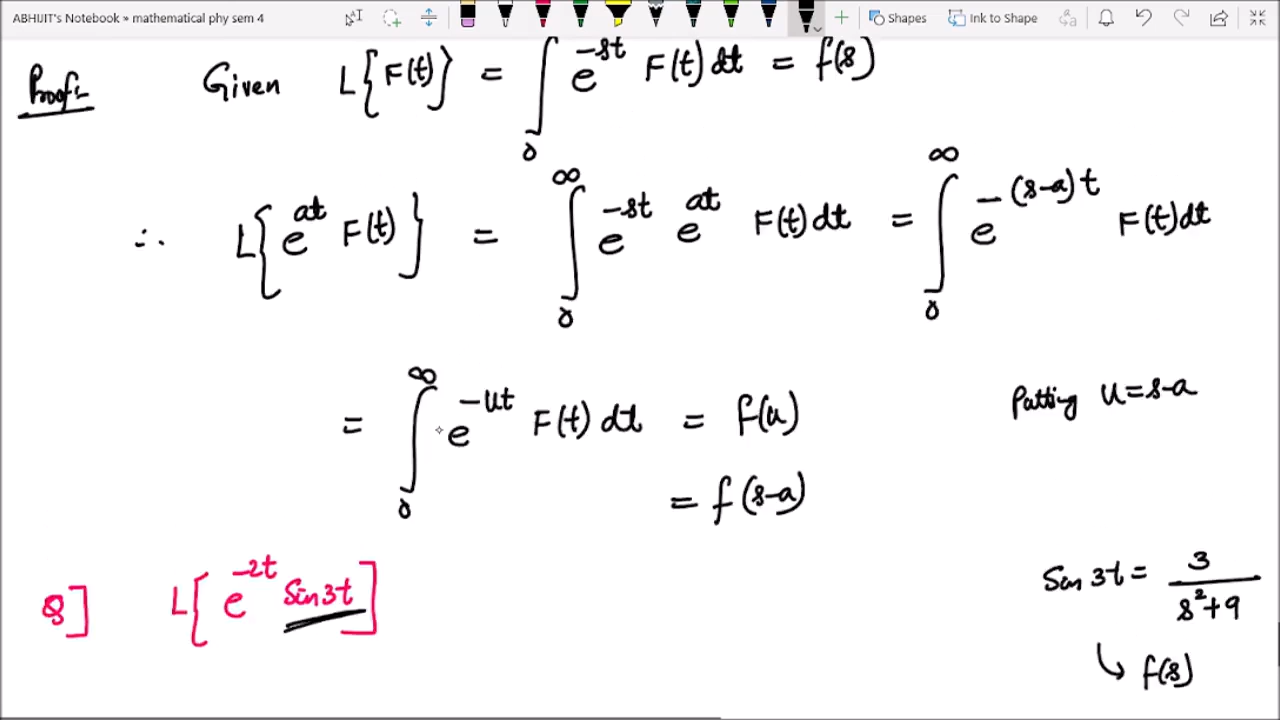 ABHIJIT's Notebook » mathematical phy sem 4
Shapes
Ink to Shape
Proof:- Given L{F(t)} = ∫₀ e^{-st} F(t) dt = f(s)
∴ L{e^{at} F(t)} = ∫₀^∞ e^{-st} e^{at} F(t) dt = ∫₀^∞ e^{-(s-a)t} F(t) dt
= ∫₀^∞ e^{-ut} F(t) dt = f(u) Putting u=s-a
= f(s-a)
Q] L[e^{-2t} Sin3t] Sin 3t = 3/(s²+9)
↳ f(s)